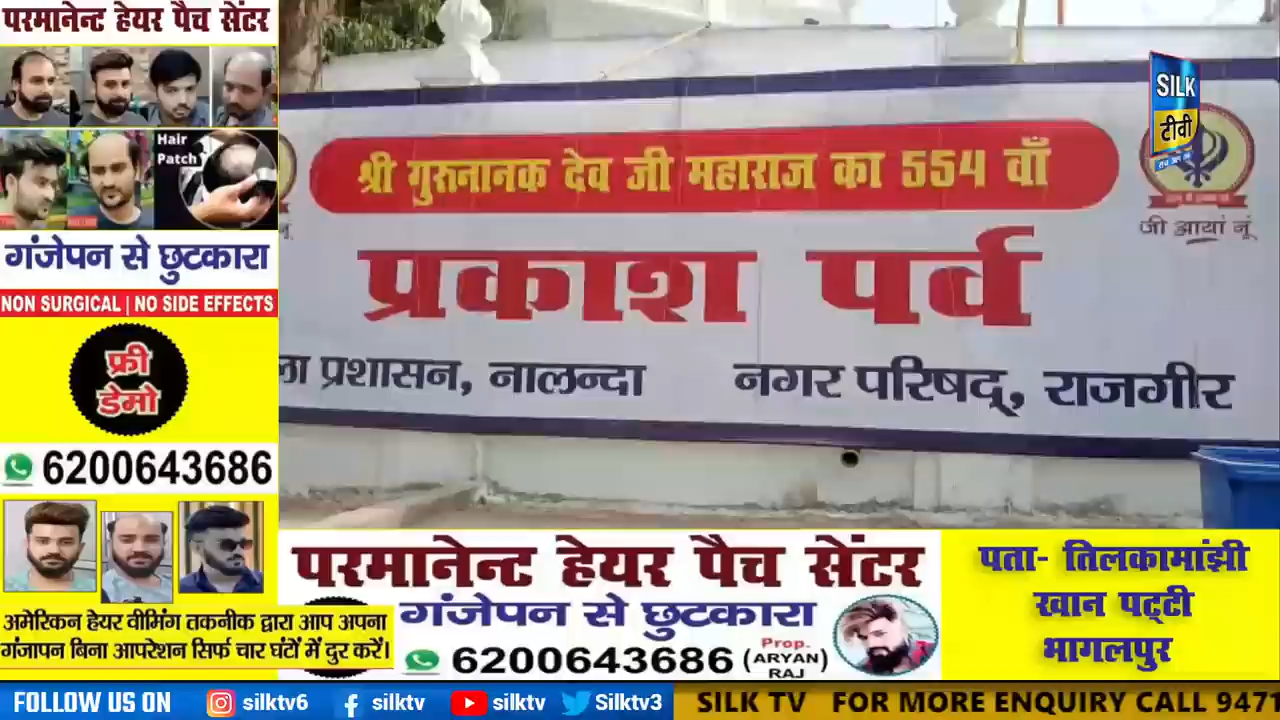 परमानेन्ट हेयर पैच सेंटर
Hair
Patch
गंजेपन से छुटकारा
NON SURGICAL | NO SIDE EFFECTS
फ्री
डेमो
6200643686
अमेरिकन हेयर वीमिंग तकनीक द्वारा आप अपना
गंजापन बिना आपरेशन सिर्फ चार घंटों में दुर करें।
SILK
टीवी
श्री गुरुनानक देव जी महाराज का 554 वाँ
जी आयां नूं
प्रकाश पर्व
ला प्रशासन, नालन्दा नगर परिषद्, राजगीर
परमानेन्ट हेयर पैच सेंटर
गंजेपन से छुटकारा
6200643686
Prop.
(ARYAN)
RAJ
पता- तिलकामांझी
खान पट्टी
भागलपुर
FOLLOW US ON silktv6 silktv silktv Silktv3 SILK TV FOR MORE ENQUIRY CALL 9471